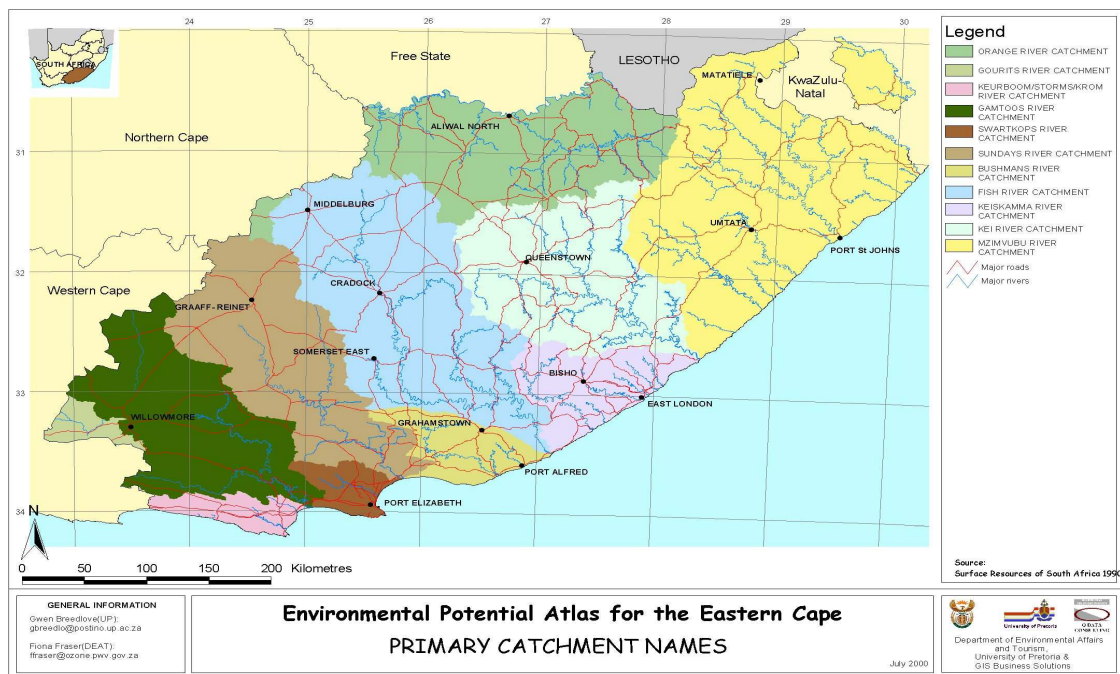 24
25
26
27
28
29
30
SOUTH AFRICA
Free State
LESOTHO
MATATIELE
KwaZulu-
Natal
ALIWAL NORTH
Northern Cape
31
MIDDELBURG
UMTATA
PORT St JOHNS
QUEENSTOWN
32
CRADOCK
Western Cape
GRAAFF-REINET
SOMERSET EAST
BISHO
33
EAST LONDON
WILLOWMORE
GRAHAMSTOWN
PORT ALFRED
PORT ELIZABETH
34
N
0 50 100 150 200 Kilometres
Legend
ORANGE RIVER CATCHMENT
GOURITS RIVER CATCHMENT
KEURBOOM/STORMS/KROM
RIVER CATCHMENT
GAMTOOS RIVER
CATCHMENT
SWARTKOPS RIVER
CATCHMENT
SUNDAYS RIVER CATCHMENT
BUSHMANS RIVER
CATCHMENT
FISH RIVER CATCHMENT
KEISKAMMA RIVER
CATCHMENT
KEI RIVER CATCHMENT
MZIMVUBU RIVER
CATCHMENT
Major roads
Major rivers
Source:
Surface Resources of South Africa 1990
GENERAL INFORMATION
Gwen Breedlove(UP):
gbreedlo@postino.up.ac.za
Fiona Fraser(DEAT):
ffraser@ozone.pwv.gov.za
Environmental Potential Atlas for the Eastern Cape
PRIMARY CATCHMENT NAMES
July 2000
University of Pretoria
Department of Environmental Affairs
and Tourism,
University of Pretoria &
GIS Business Solutions